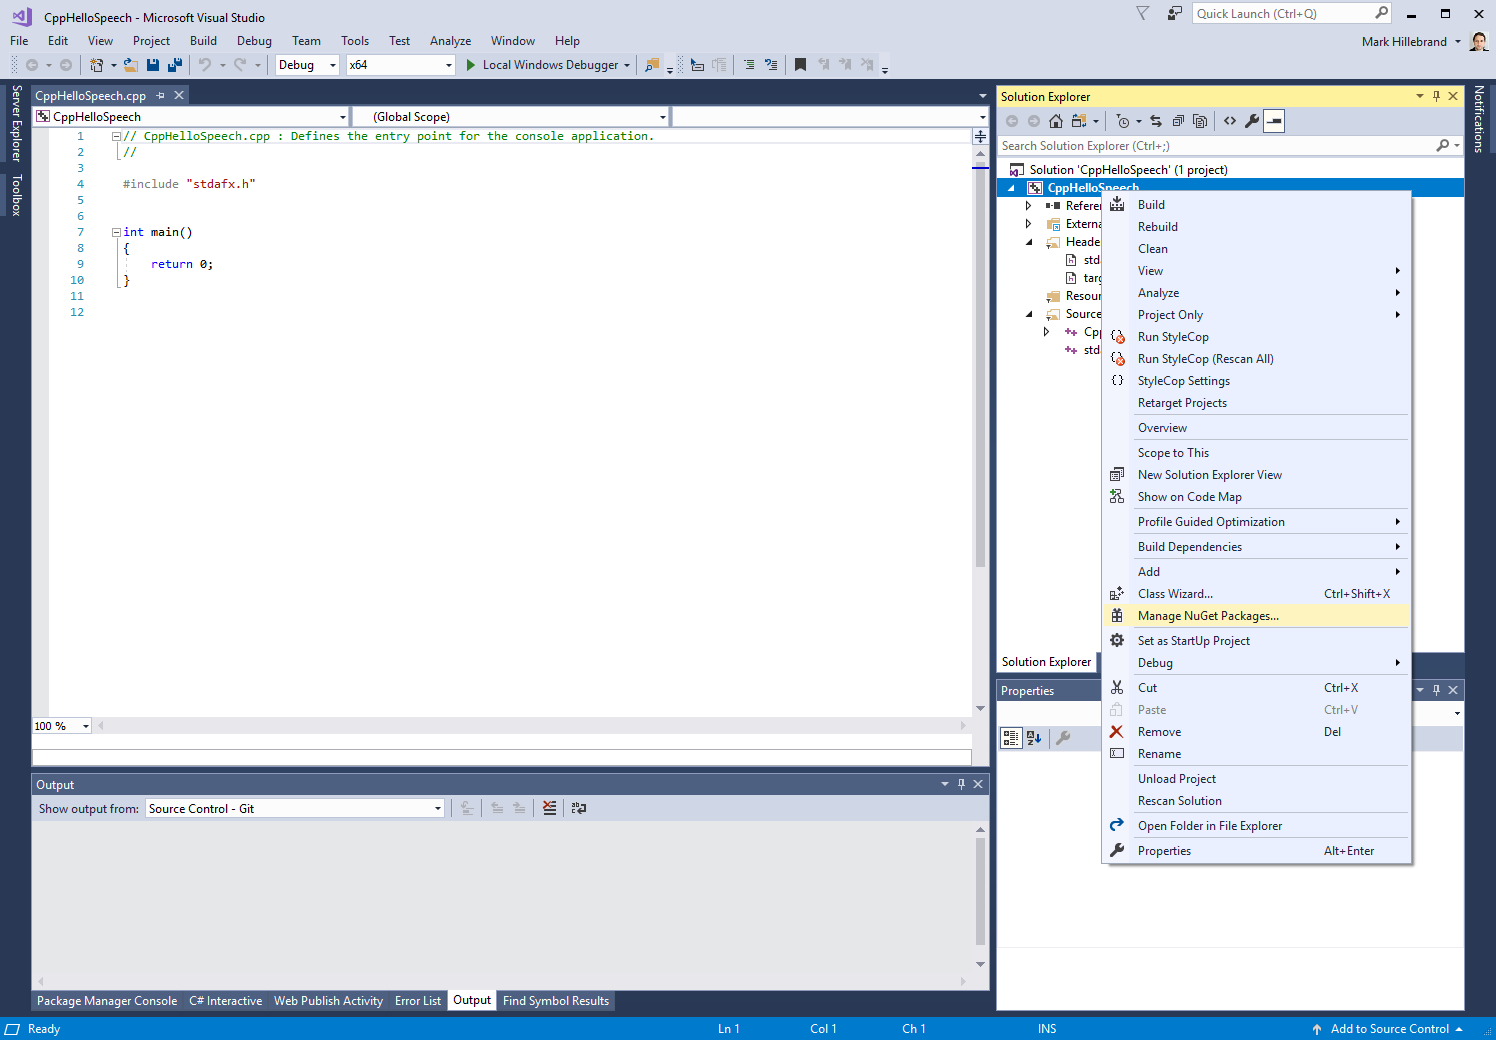 CppHelloSpeech - Microsoft Visual Studio
Quick Launch (Ctrl+Q)
File Edit View Project Build Debug Team Tools Test Analyze Window Help
Mark Hillebrand
Debug x64 Local Windows Debugger
Server Explorer
Toolbox
CppHelloSpeech.cpp
CppHelloSpeech (Global Scope)
1 // CppHelloSpeech.cpp : Defines the entry point for the console application.
2 //
3
4 #include "stdafx.h"
5
6
7 int main()
8 {
9 return 0;
10 }
11
12
100 %
Output
Show output from: Source Control - Git
Package Manager Console C# Interactive Web Publish Activity Error List Output Find Symbol Results
Solution Explorer
Search Solution Explorer (Ctrl+;)
Solution 'CppHelloSpeech' (1 project)
CppHelloSpeech
Referen
Externa
Heade
std
targ
Resour
Source
Cpp
std
Solution Explorer
Properties
Notifications
Build
Rebuild
Clean
View
Analyze
Project Only
Run StyleCop
Run StyleCop (Rescan All)
StyleCop Settings
Retarget Projects
Overview
Scope to This
New Solution Explorer View
Show on Code Map
Profile Guided Optimization
Build Dependencies
Add
Class Wizard... Ctrl+Shift+X
Manage NuGet Packages...
Set as StartUp Project
Debug
Cut Ctrl+X
Paste Ctrl+V
Remove Del
Rename
Unload Project
Rescan Solution
Open Folder in File Explorer
Properties Alt+Enter
Ready Ln 1 Col 1 Ch 1 INS Add to Source Control